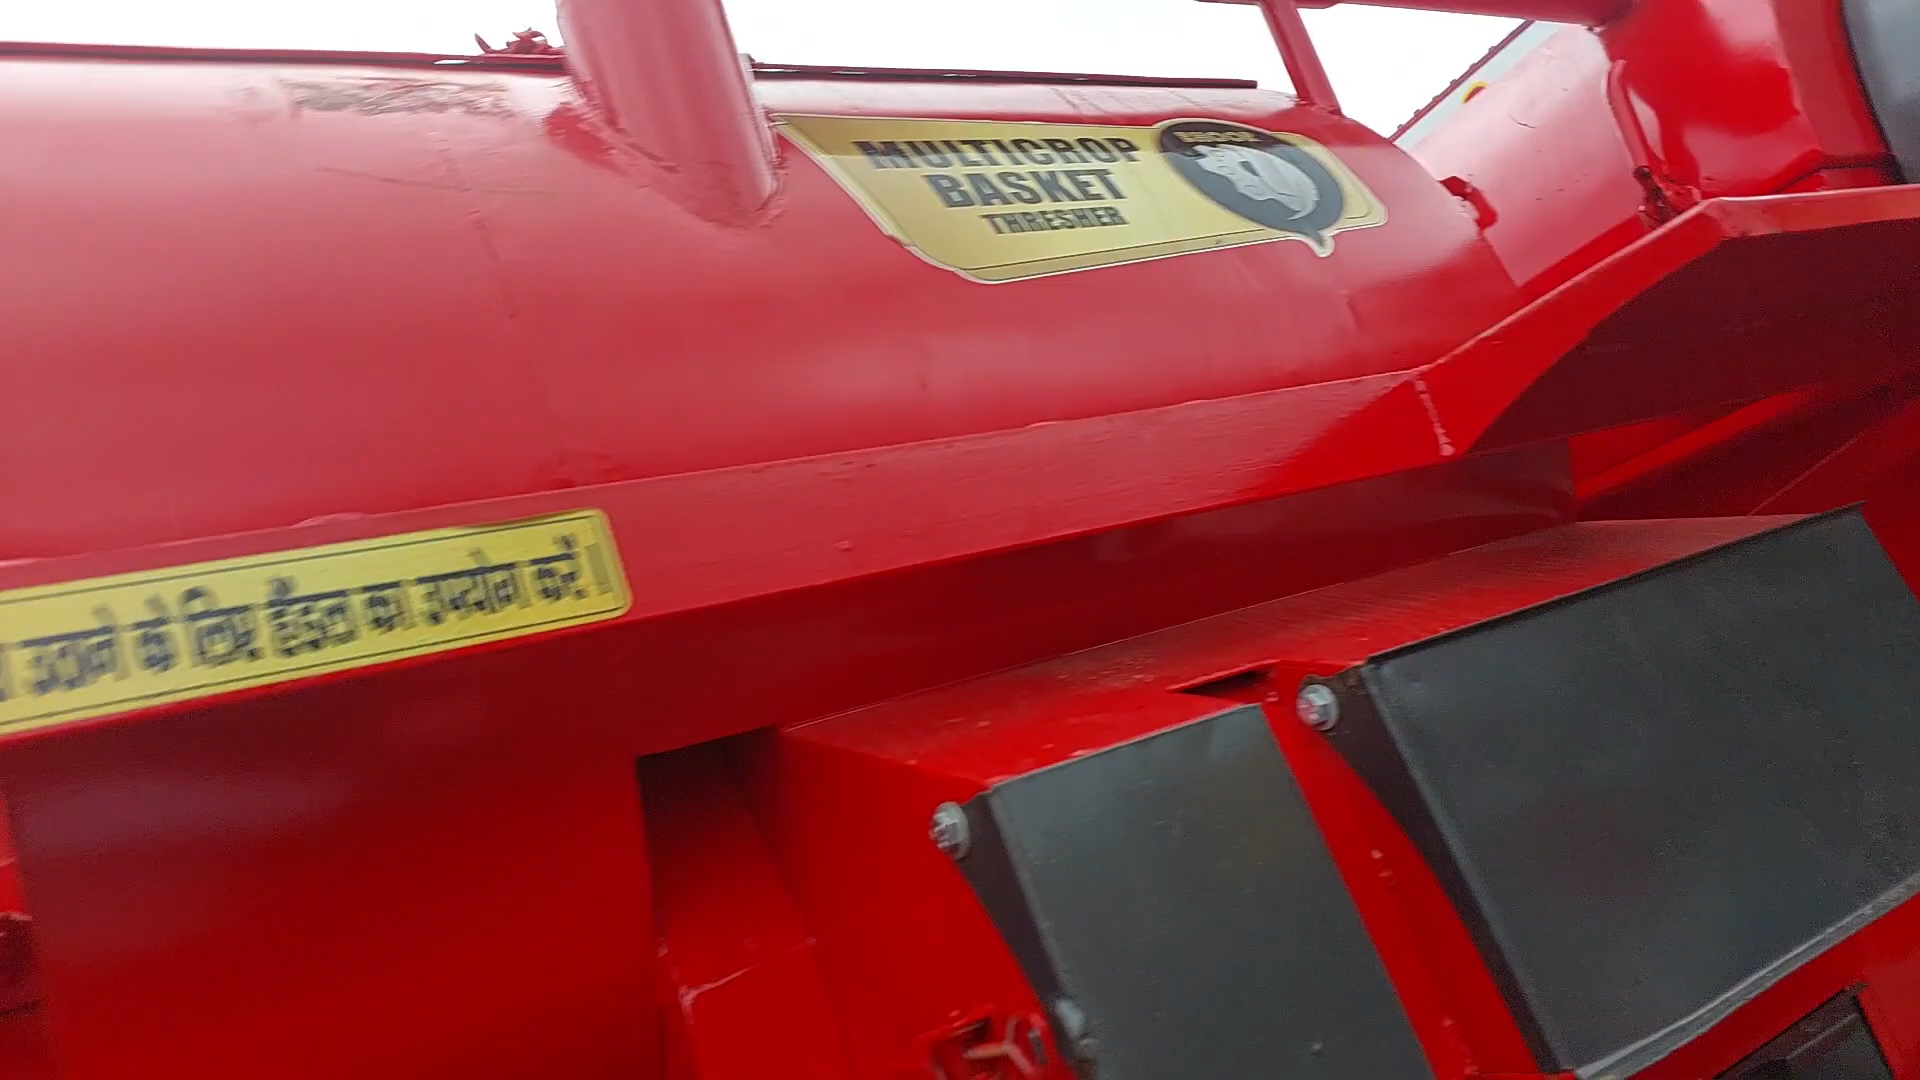 MULTICROP
BASKET
THRESHER
उठाने के लिए हैंडल का उपयोग करें।